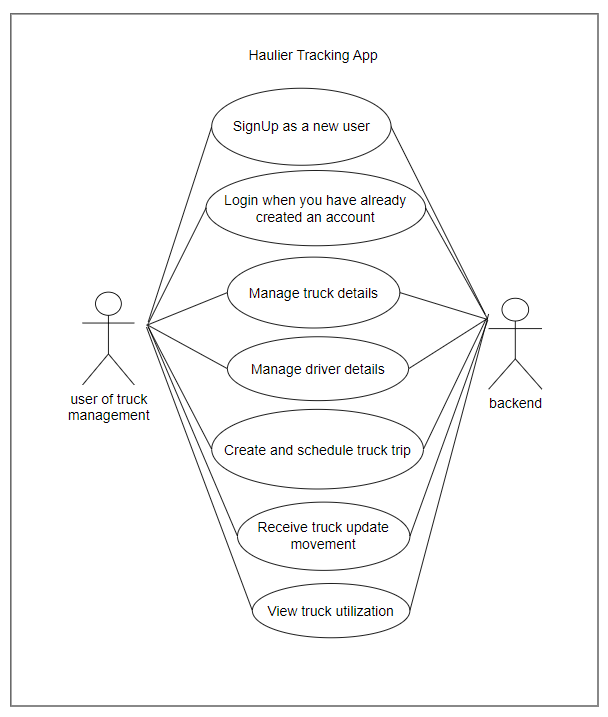 Haulier Tracking App
SignUp as a new user
Login when you have already
created an account
Manage truck details
Manage driver details
user of truck
management
backend
Create and schedule truck trip
Receive truck update
movement
View truck utilization